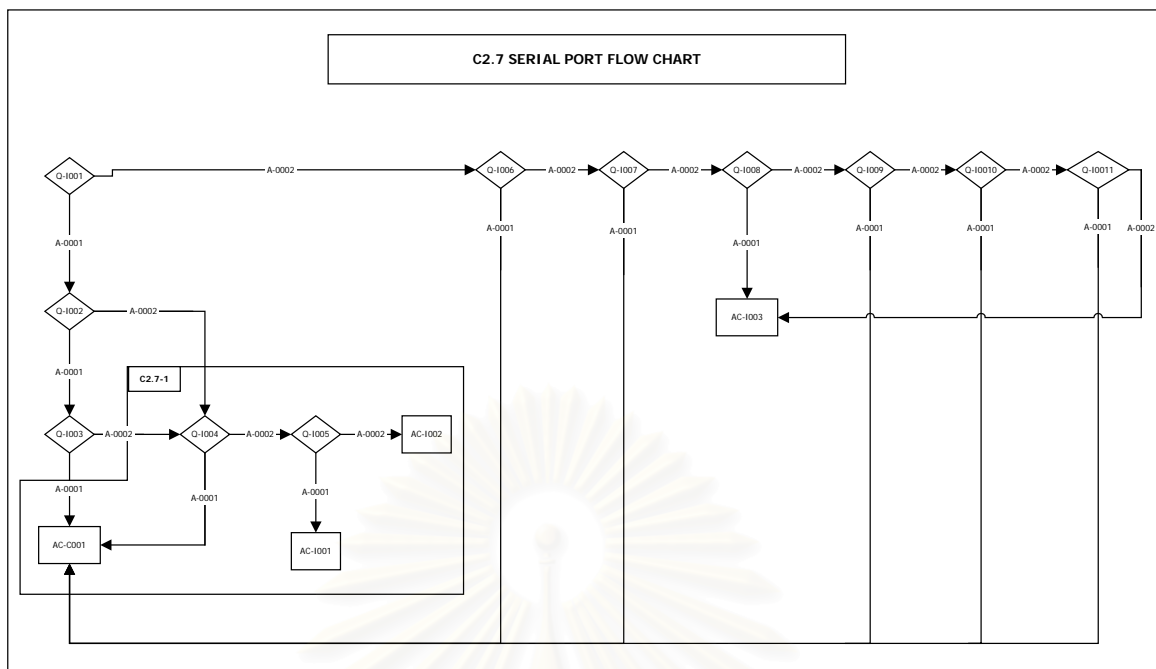 C2.7 SERIAL PORT FLOW CHART
Q-I001
A-0002
Q-I006
A-0002
Q-I007
A-0002
Q-I008
A-0002
Q-I009
A-0002
Q-I0010
A-0002
Q-I0011
A-0001
A-0001
A-0001
A-0001
A-0001
A-0001
A-0001
A-0002
Q-I002
A-0002
AC-I003
A-0001
C2.7-1
Q-I003
A-0002
Q-I004
A-0002
Q-I005
A-0002
AC-I002
A-0001
A-0001
A-0001
AC-C001
AC-I001